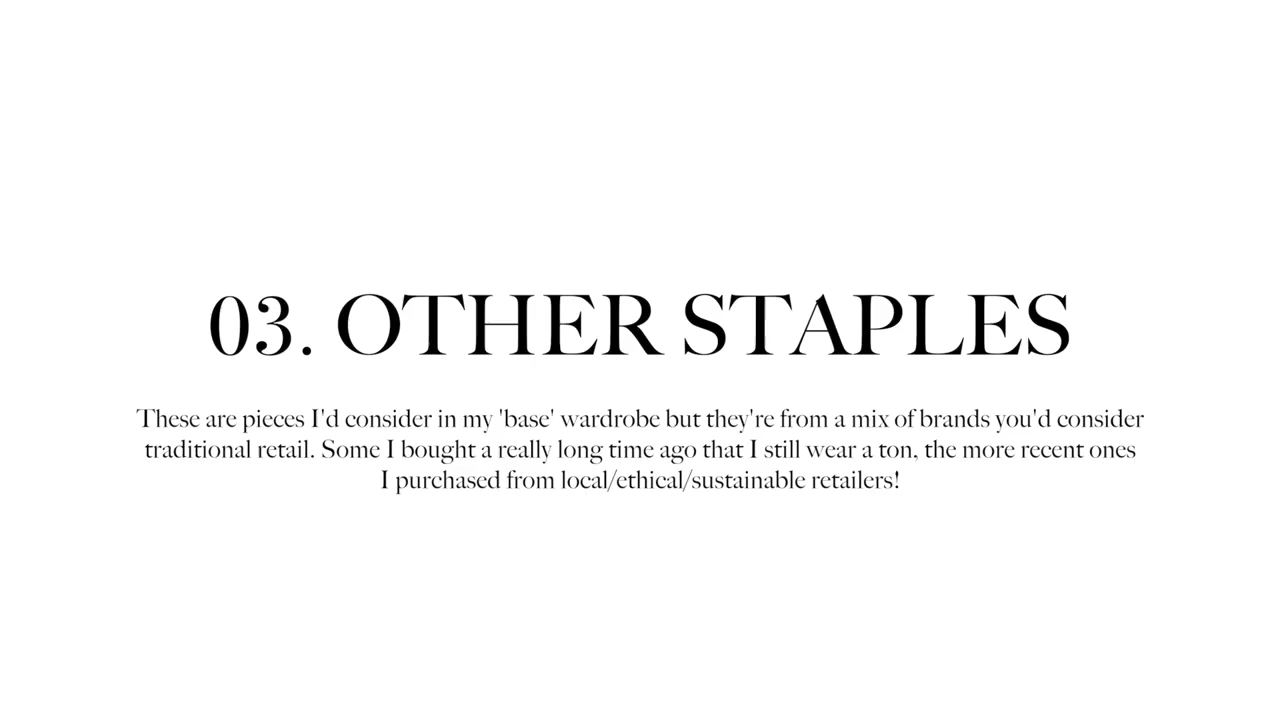 03. OTHER STAPLES
These are pieces I'd consider in my 'base' wardrobe but they're from a mix of brands you'd consider
traditional retail. Some I bought a really long time ago that I still wear a ton, the more recent ones
I purchased from local/ethical/sustainable retailers!